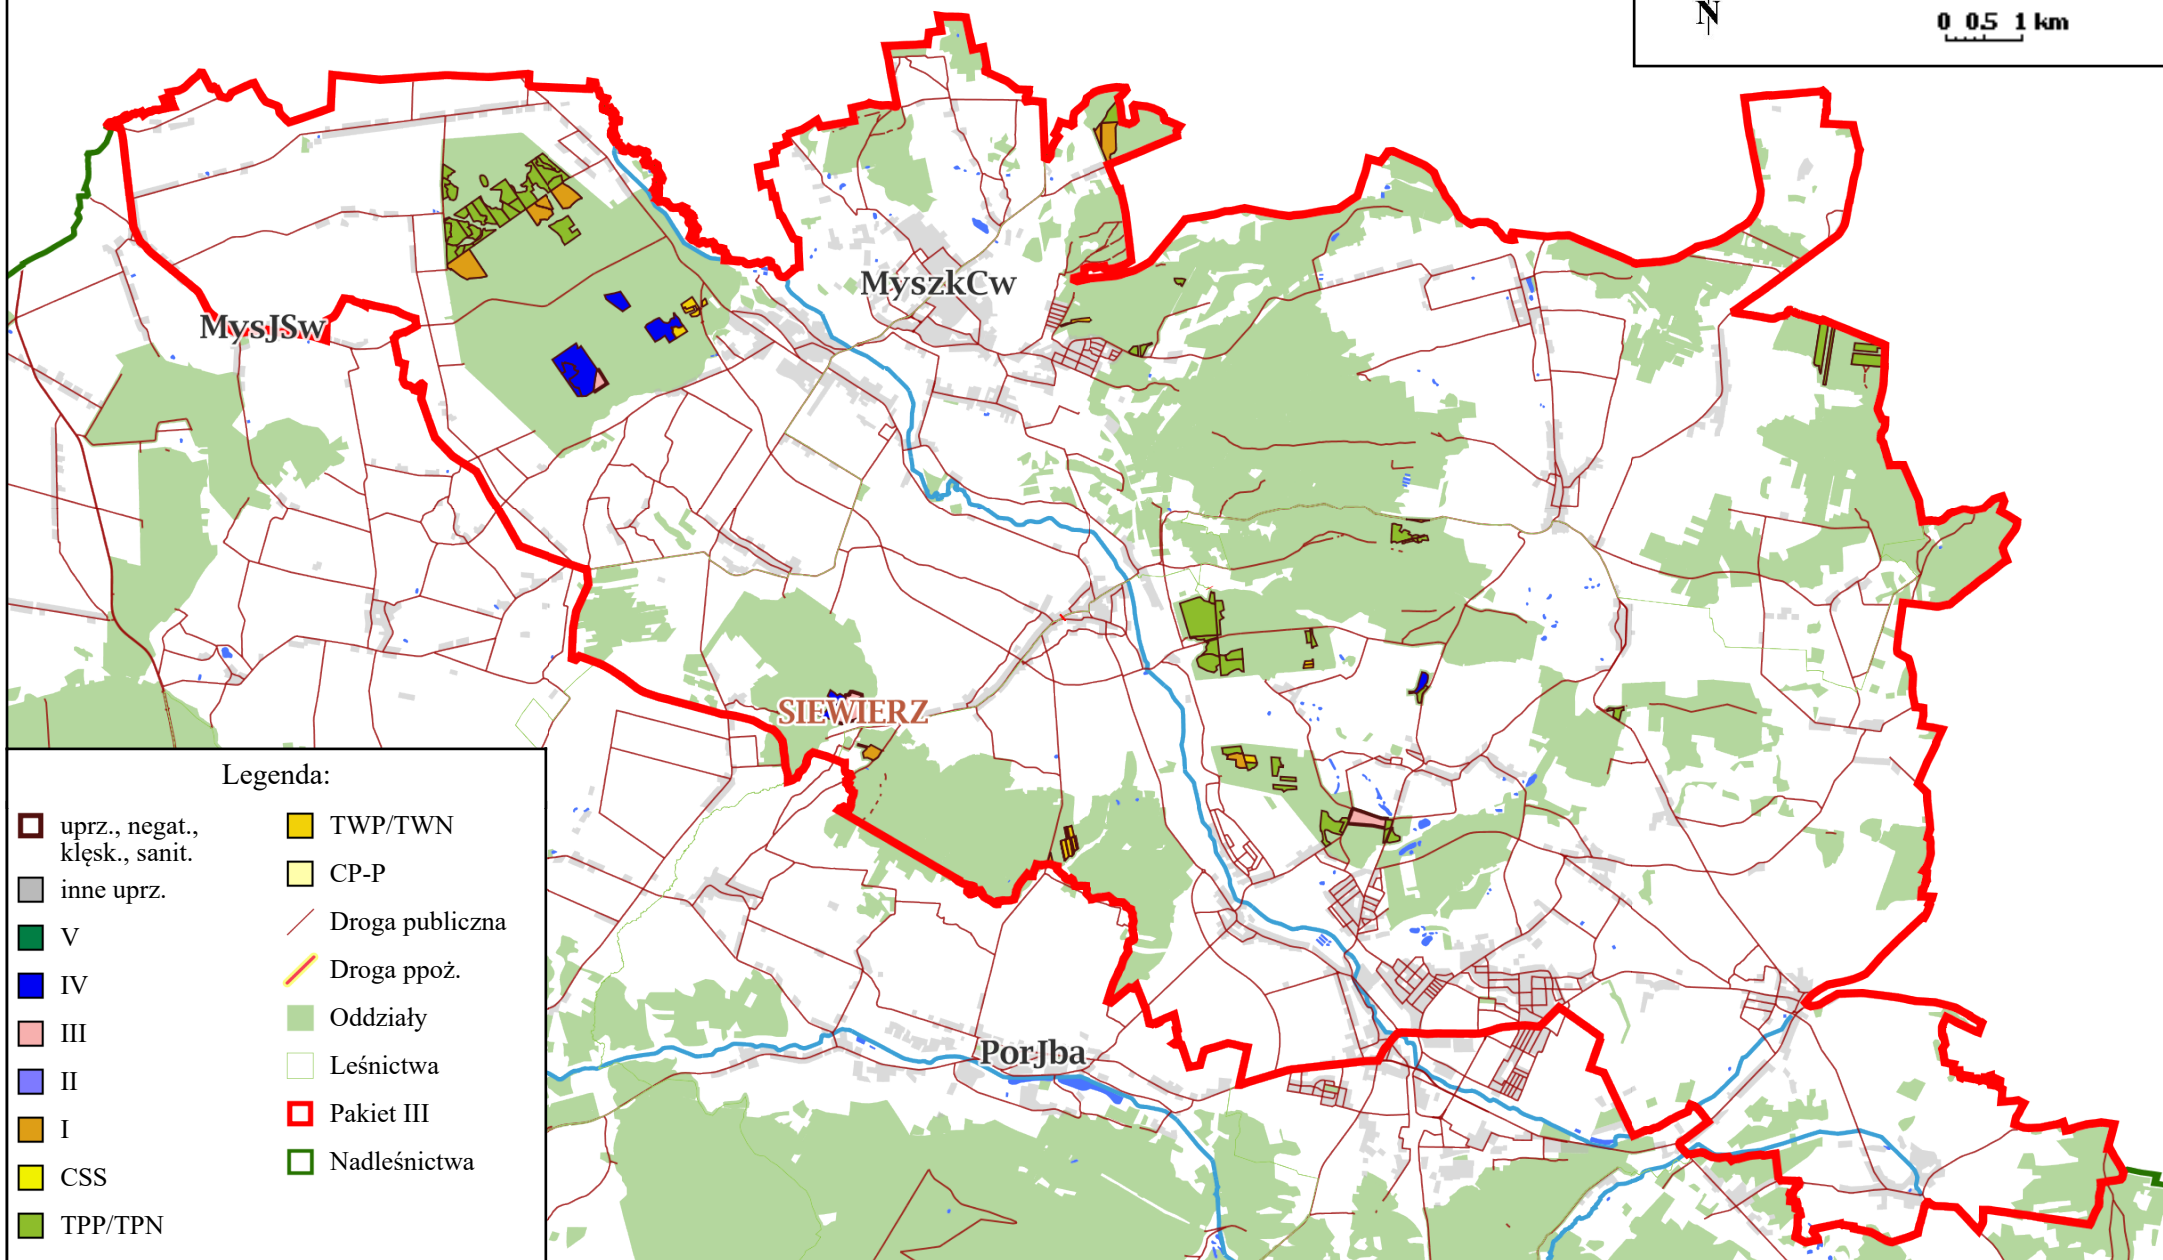 N
0 0.5 1 km
MyszkCw
MysJSw
SIEWIERZ
PorJba
Legenda:
uprz., negat.,
klęsk., sanit.
inne uprz.
V
IV
III
II
I
CSS
TPP/TPN
TWP/TWN
CP-P
Droga publiczna
Droga ppoż.
Oddziały
Leśnictwa
Pakiet III
Nadleśnictwa